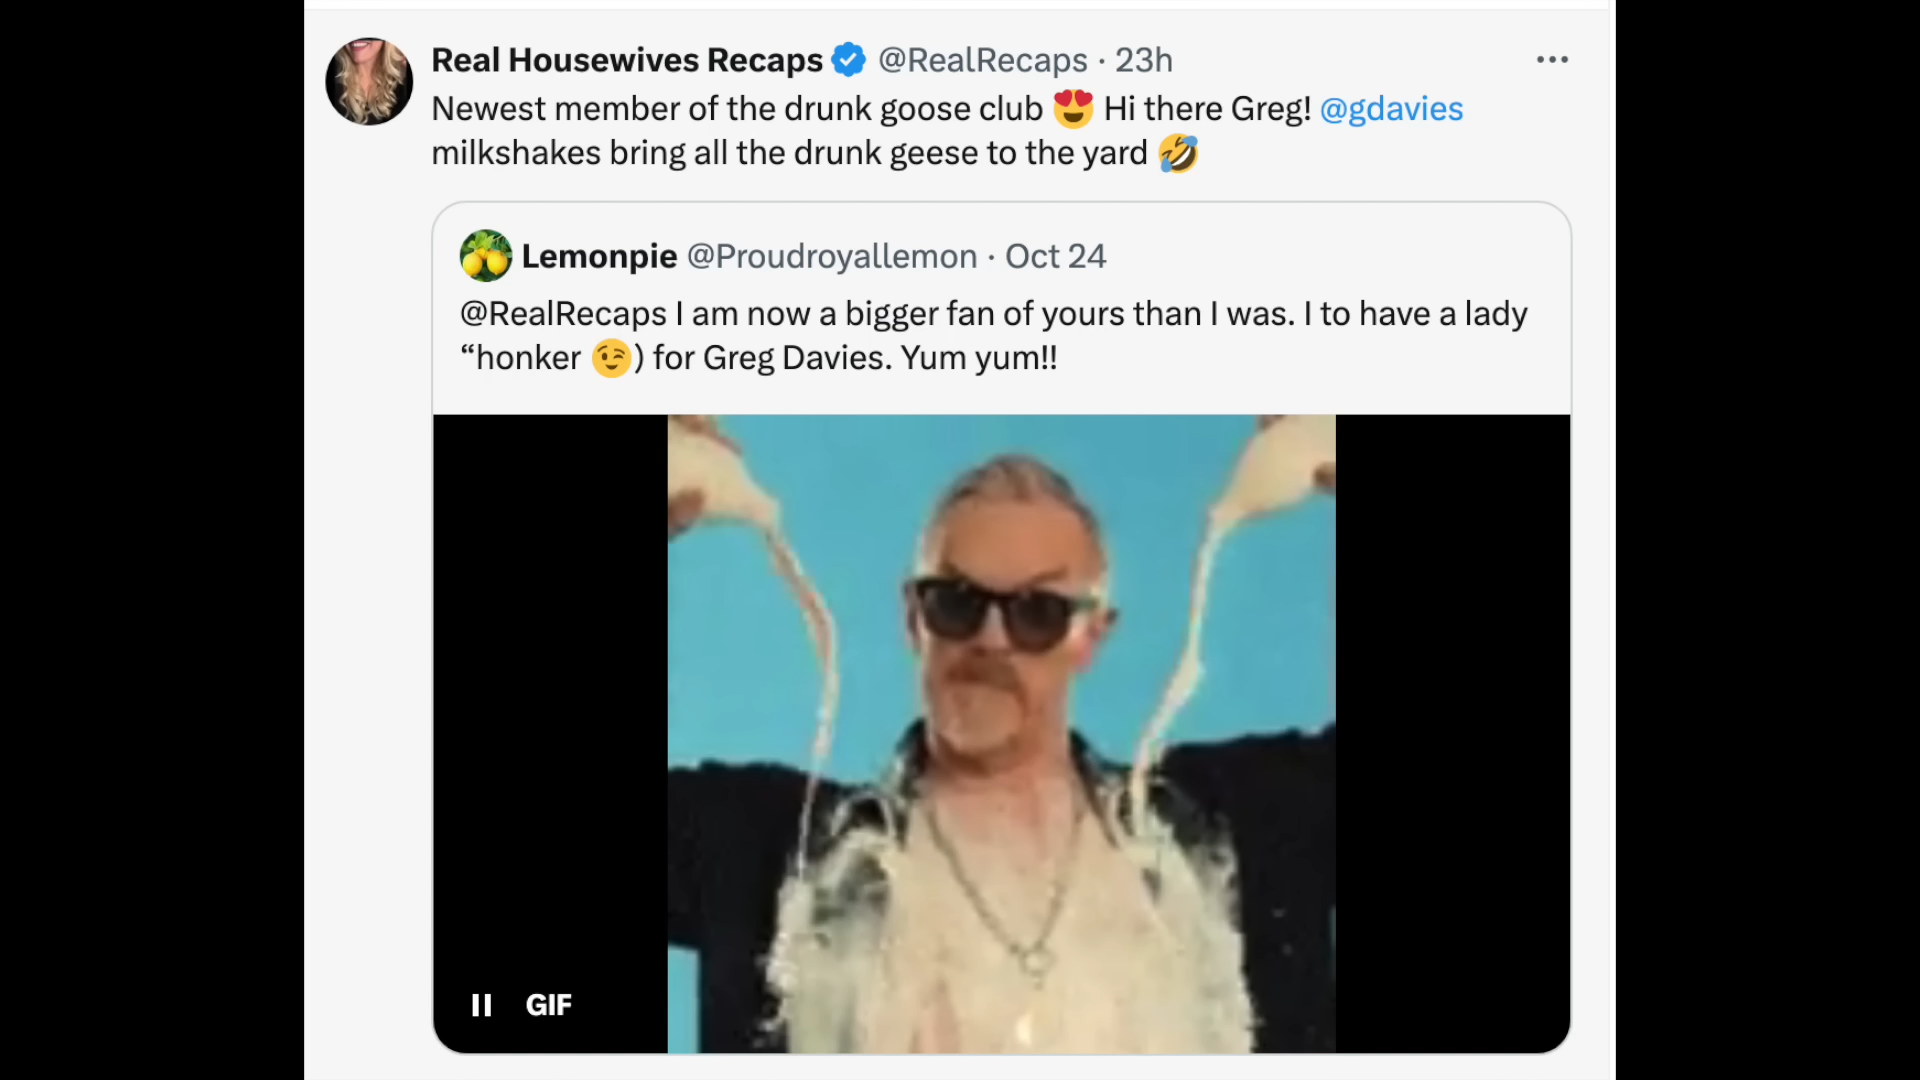 Real Housewives Recaps @RealRecaps · 23h
Newest member of the drunk goose club 😍 Hi there Greg! @gdavies
milkshakes bring all the drunk geese to the yard 🤣
Lemonpie @Proudroyallemon · Oct 24
@RealRecaps I am now a bigger fan of yours than I was. I to have a lady
“honker 😉) for Greg Davies. Yum yum!!
GIF